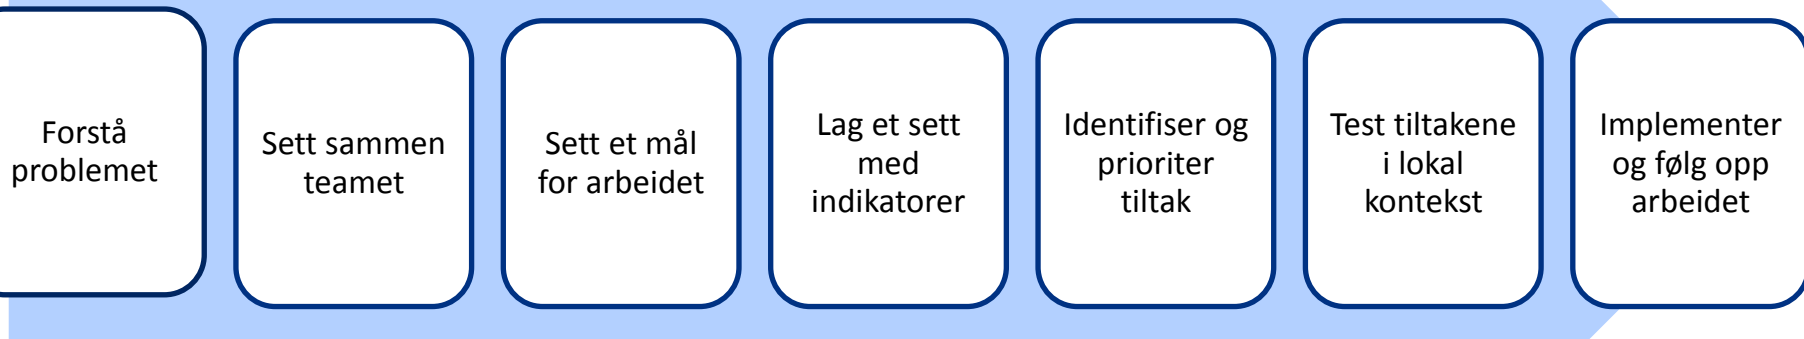 Forstå
problemet
Sett sammen
teamet
Sett et mål
for arbeidet
Lag et sett
med
indikatorer
Identifiser og
prioriter
tiltak
Test tiltakene
i lokal
kontekst
Implementer
og følg opp
arbeidet